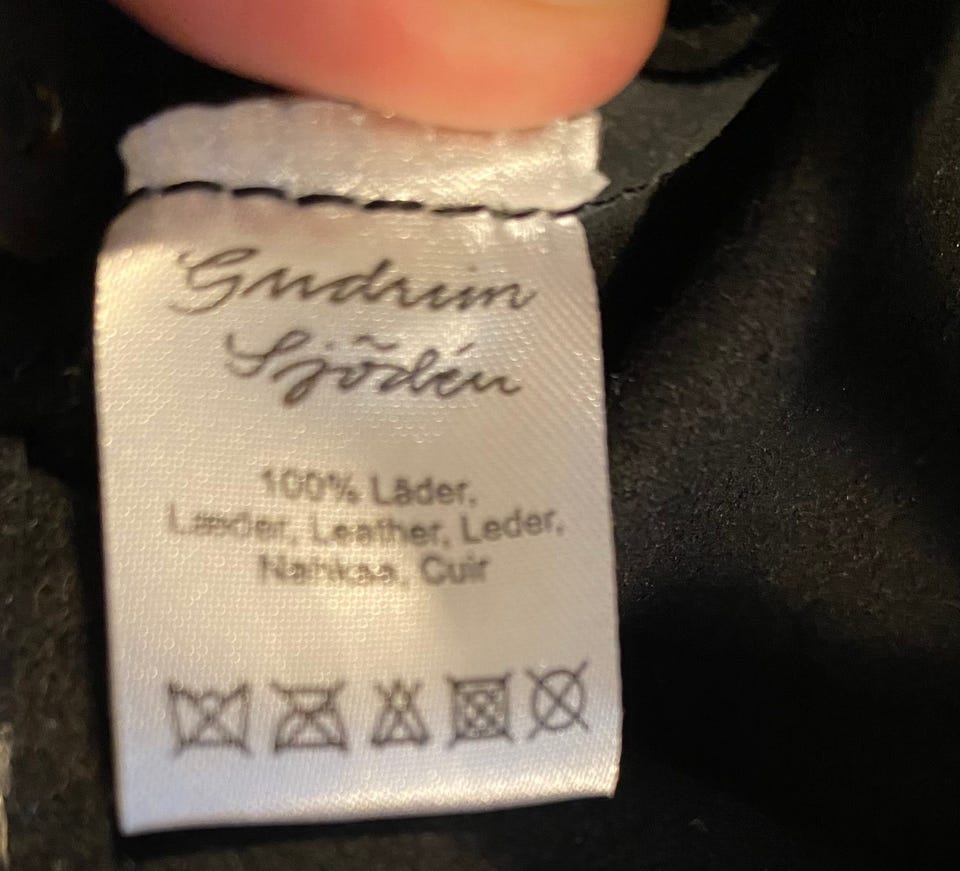 Gudrun
Sjödén
100% Läder,
Læder, Leather, Leder,
Nahkaa, Cuir